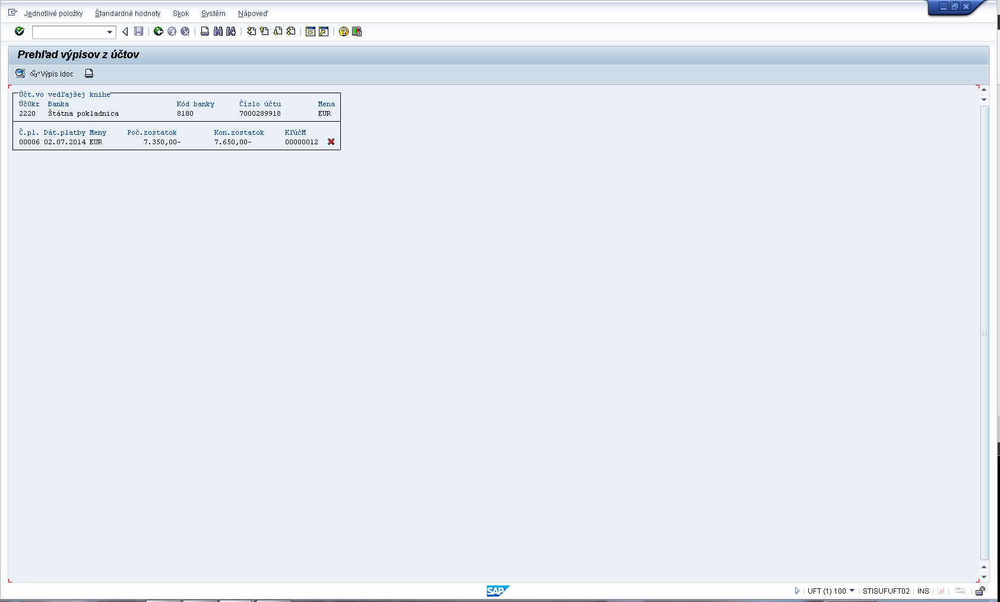 Jednotlivé položky Štandardné hodnoty Skok Systém Nápoveď
Prehľad výpisov z účtov
Výpis Idoc
Účt.vo vedľajšej knihe
ÚčOkr Banka Kód banky Číslo účtu Mena
2220 Štátna pokladnica 8180 7000289918 EUR
Č.pl. Dát.platby Meny Poč.zostatok Kon.zostatok KľúčM
00006 02.07.2014 EUR 7.350,00- 7.650,00- 00000012
SAP UFT (1) 100 STISUFUFT02 INS